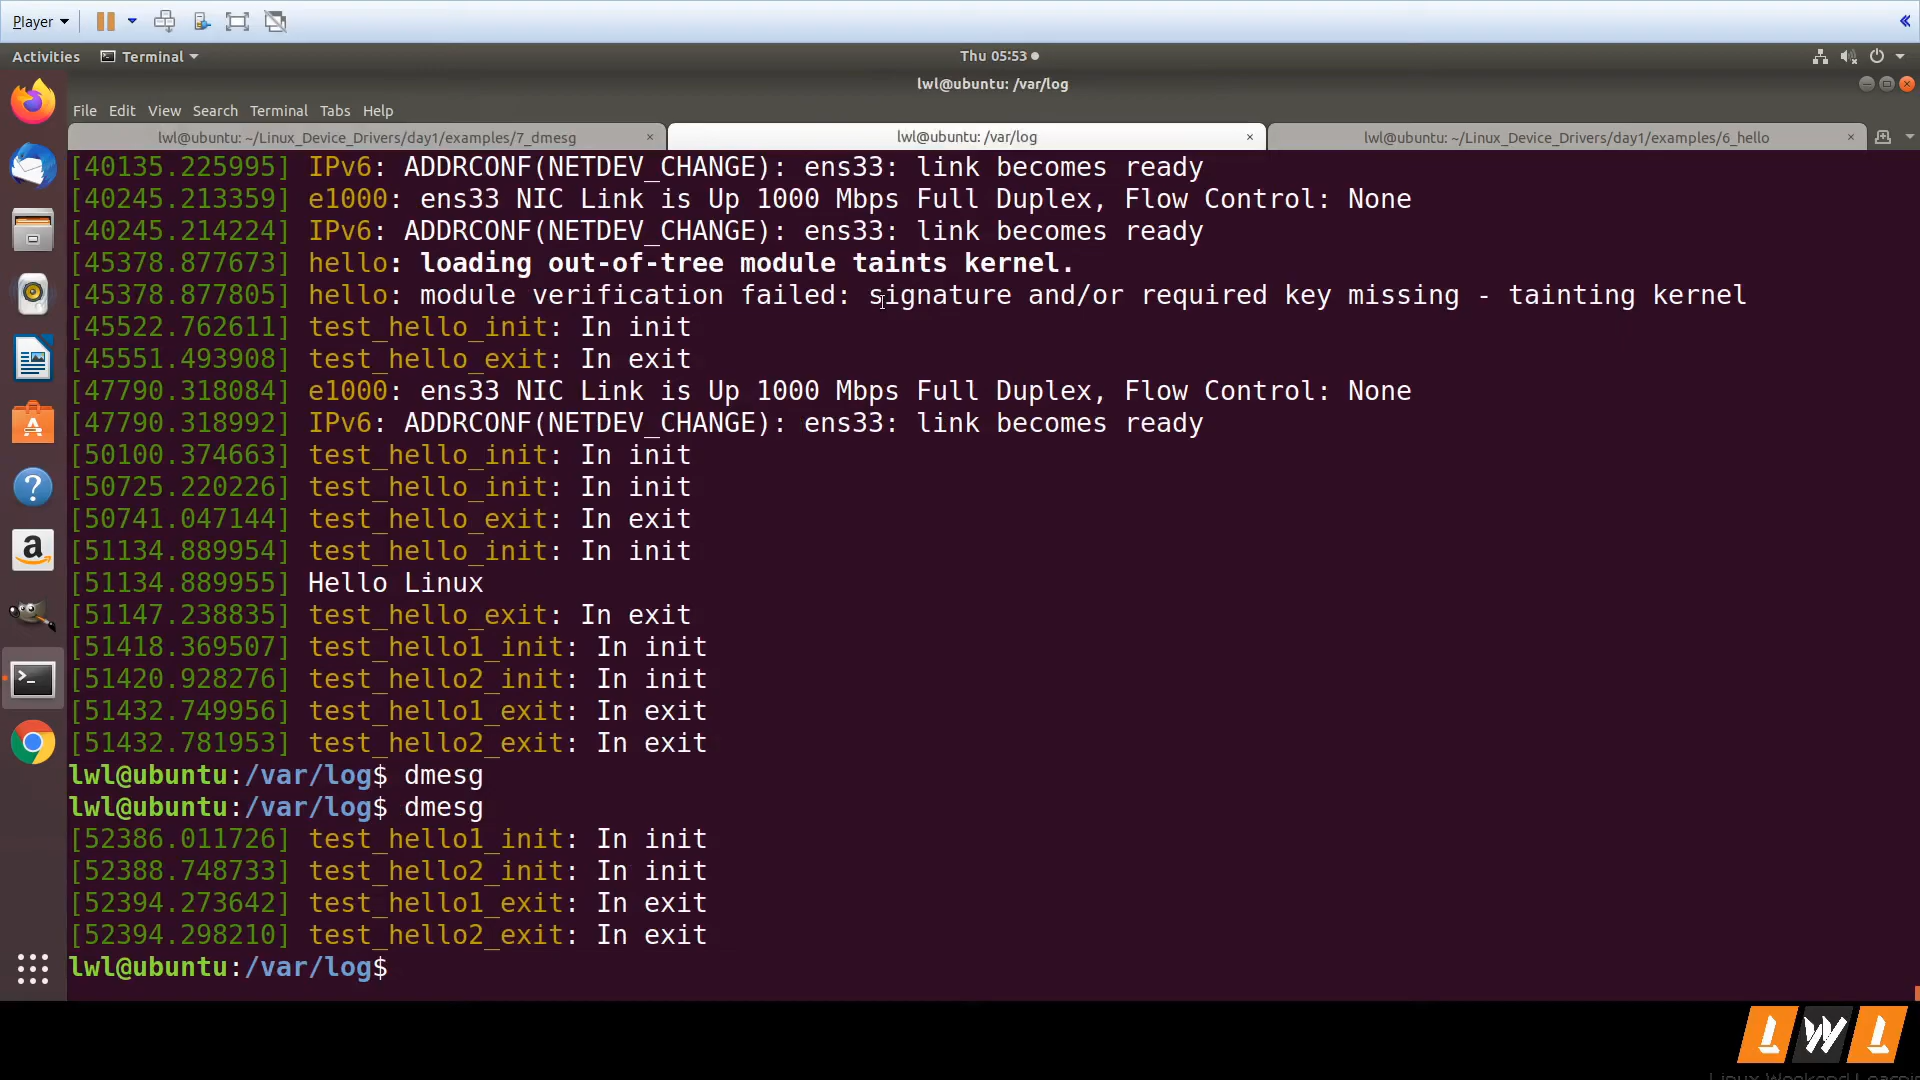 Player
Activities Terminal Thu 05:53
lwl@ubuntu: /var/log
File Edit View Search Terminal Tabs Help
lwl@ubuntu: ~/Linux_Device_Drivers/day1/examples/7_dmesg × lwl@ubuntu: /var/log × lwl@ubuntu: ~/Linux_Device_Drivers/day1/examples/6_hello ×
[40135.225995] IPv6: ADDRCONF(NETDEV_CHANGE): ens33: link becomes ready
[40245.213359] e1000: ens33 NIC Link is Up 1000 Mbps Full Duplex, Flow Control: None
[40245.214224] IPv6: ADDRCONF(NETDEV_CHANGE): ens33: link becomes ready
[45378.877673] hello: loading out-of-tree module taints kernel.
[45378.877805] hello: module verification failed: signature and/or required key missing - tainting kernel
[45522.762611] test_hello_init: In init
[45551.493908] test_hello_exit: In exit
[47790.318084] e1000: ens33 NIC Link is Up 1000 Mbps Full Duplex, Flow Control: None
[47790.318992] IPv6: ADDRCONF(NETDEV_CHANGE): ens33: link becomes ready
[50100.374663] test_hello_init: In init
[50725.220226] test_hello_init: In init
[50741.047144] test_hello_exit: In exit
[51134.889954] test_hello_init: In init
[51134.889955] Hello Linux
[51147.238835] test_hello_exit: In exit
[51418.369507] test_hello1_init: In init
[51420.928276] test_hello2_init: In init
[51432.749956] test_hello1_exit: In exit
[51432.781953] test_hello2_exit: In exit
lwl@ubuntu:/var/log$ dmesg
lwl@ubuntu:/var/log$ dmesg
[52386.011726] test_hello1_init: In init
[52388.748733] test_hello2_init: In init
[52394.273642] test_hello1_exit: In exit
[52394.298210] test_hello2_exit: In exit
lwl@ubuntu:/var/log$
LWL